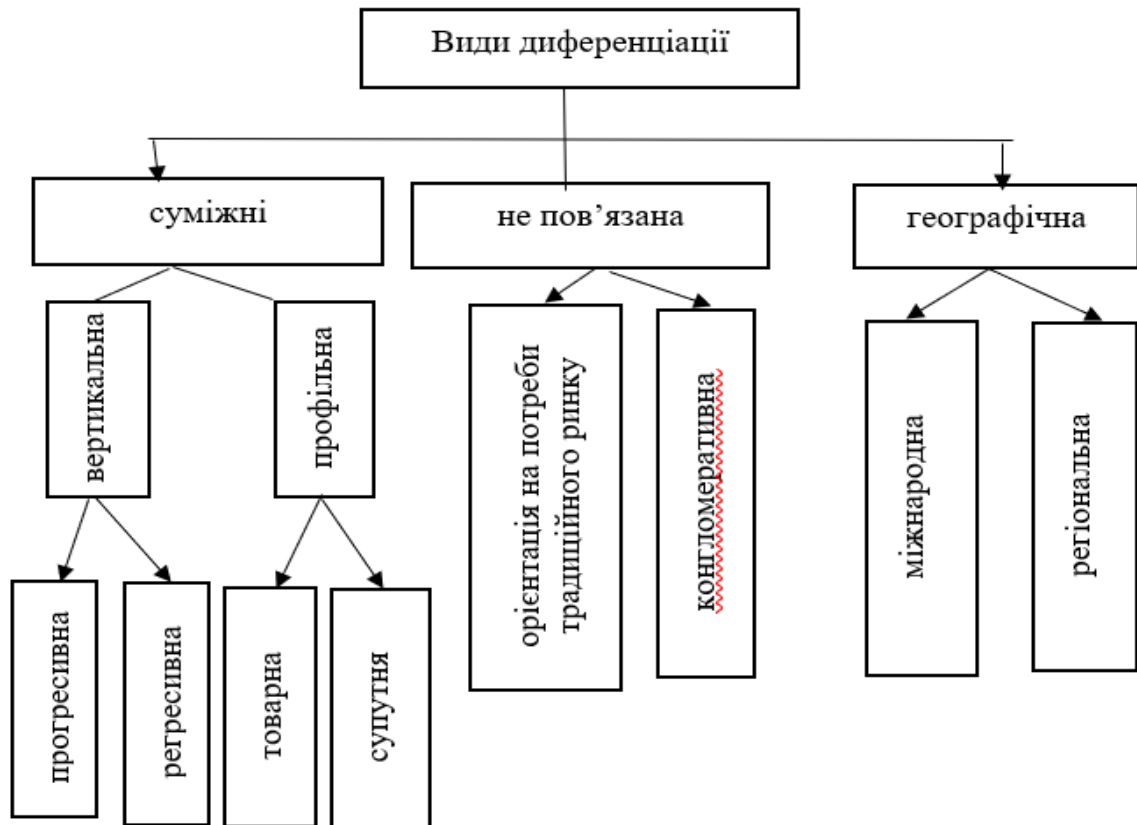 Види диференціації
суміжні
не пов’язана
географічна
вертикальна
профільна
орієнтація на потреби
традиційного ринку
конгломеративна
міжнародна
регіональна
прогресивна
регресивна
товарна
супутня